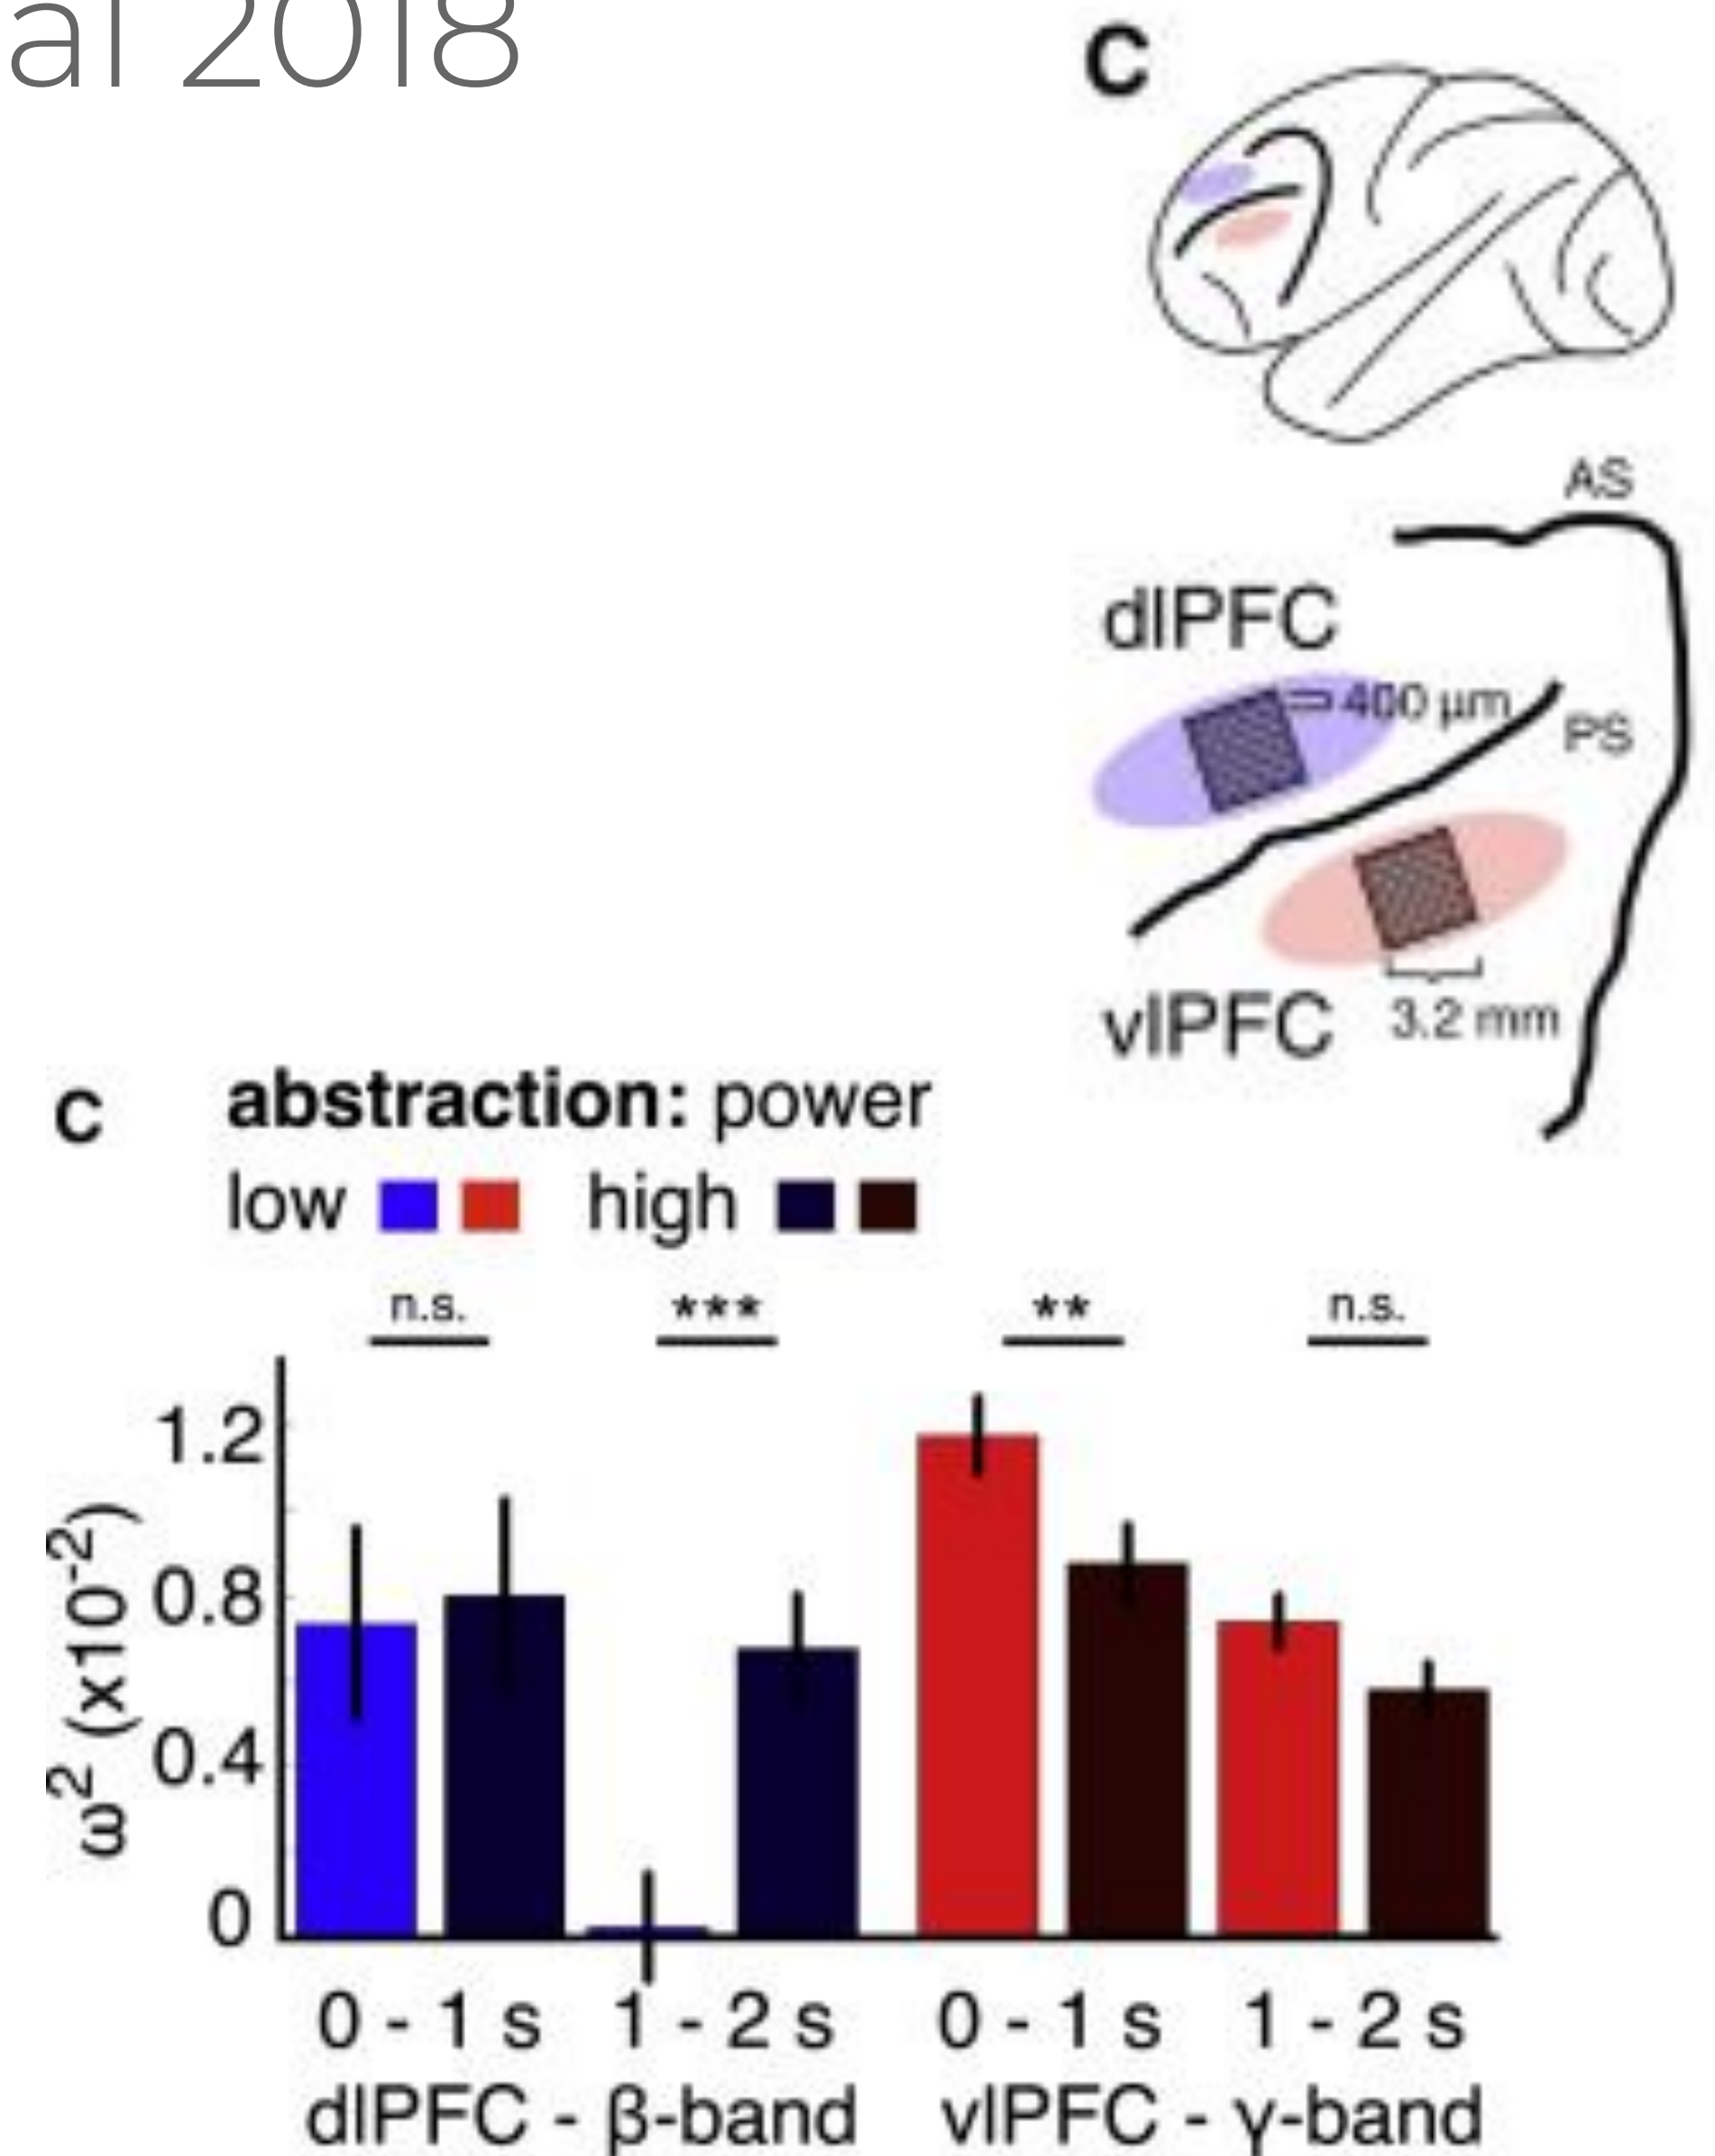 al 2018
C
AS
dlPFC
400 µm
PS
vlPFC
3.2 mm
C abstraction: power
low high
n.s. *** ** n.s.
1.2
0.8
0.4
0
ω² (x10⁻²)
0 - 1 s 1 - 2 s 0 - 1 s 1 - 2 s
dlPFC - β-band vlPFC - γ-band